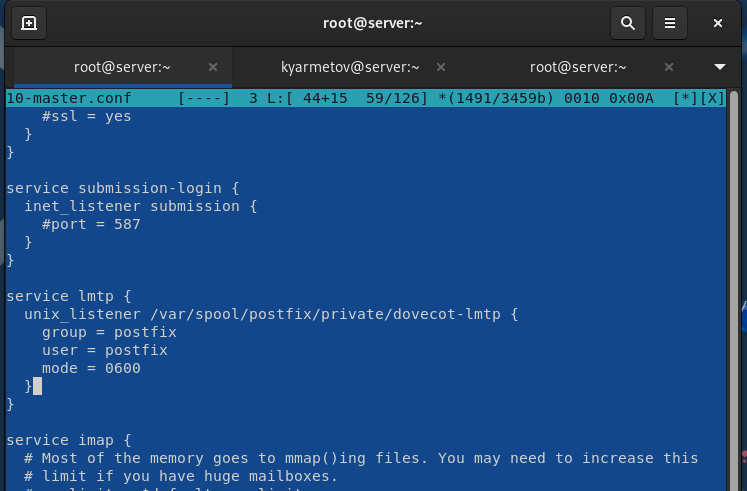 root@server:~
root@server:~ × kyarmetov@server:~ × root@server:~ ×
10-master.conf [----] 3 L:[ 44+15 59/126] *(1491/3459b) 0010 0x00A [*][X]
#ssl = yes
}
}
service submission-login {
inet_listener submission {
#port = 587
}
}
service lmtp {
unix_listener /var/spool/postfix/private/dovecot-lmtp {
group = postfix
user = postfix
mode = 0600
}
}
service imap {
# Most of the memory goes to mmap()ing files. You may need to increase this
# limit if you have huge mailboxes.